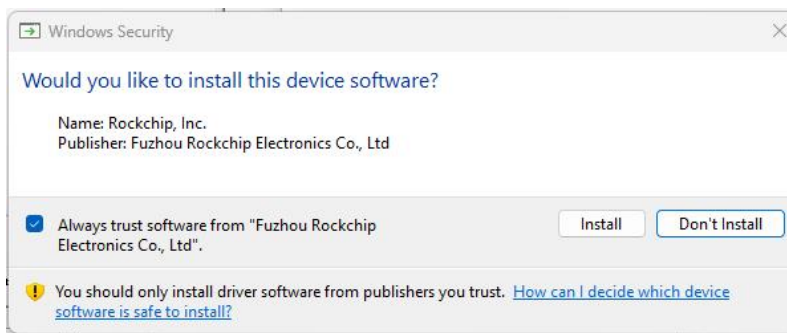 Windows Security
Would you like to install this device software?
Name: Rockchip, Inc.
Publisher: Fuzhou Rockchip Electronics Co., Ltd
Always trust software from "Fuzhou Rockchip
Electronics Co., Ltd".
Install
Don't Install
You should only install driver software from publishers you trust. How can I decide which device
software is safe to install?